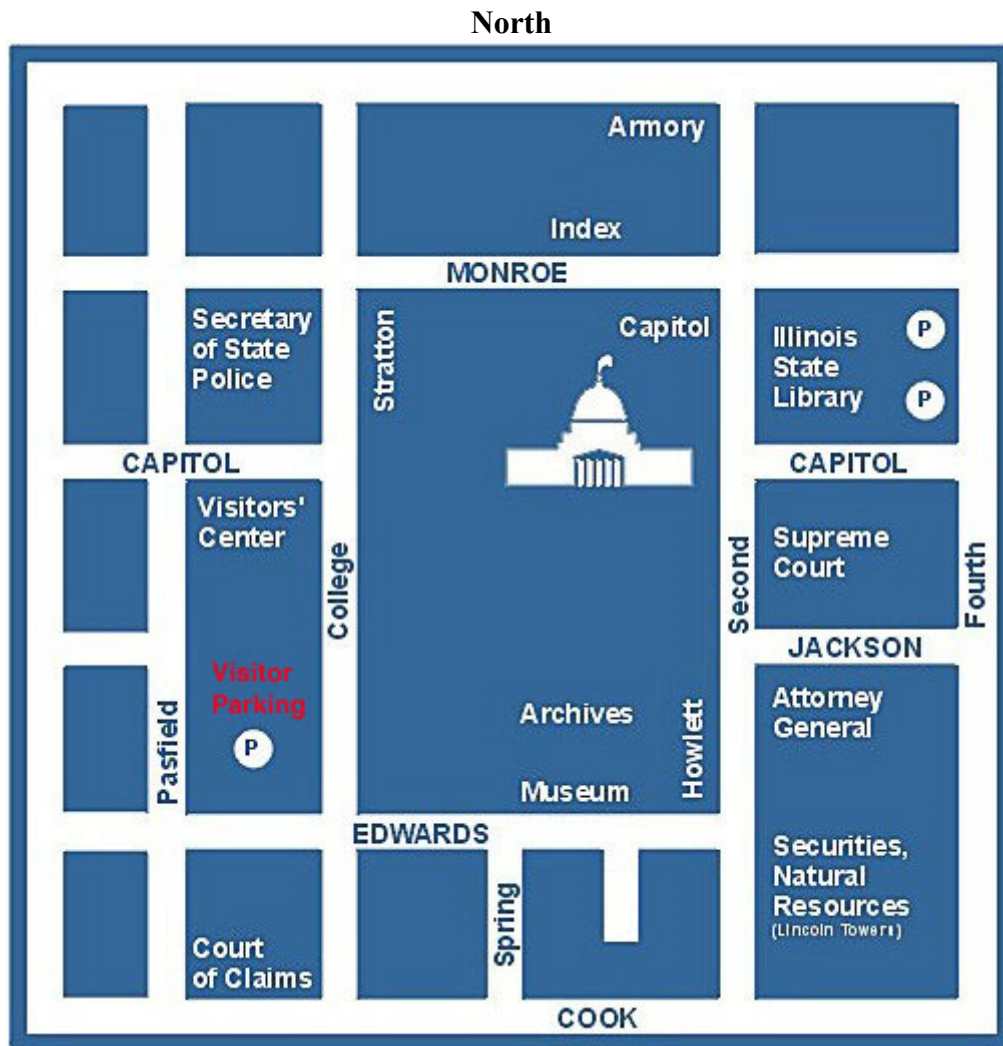 North
Armory
Index
MONROE
Secretary
of State
Police
Stratton
Capitol
Illinois
State
Library
P
P
CAPITOL
CAPITOL
Visitors'
Center
College
Second
Supreme
Court
Fourth
JACKSON
Visitor
Parking
P
Pasfield
Archives
Museum
Howlett
Attorney
General
EDWARDS
Spring
Securities,
Natural
Resources
(Lincoln Towers)
Court
of Claims
COOK